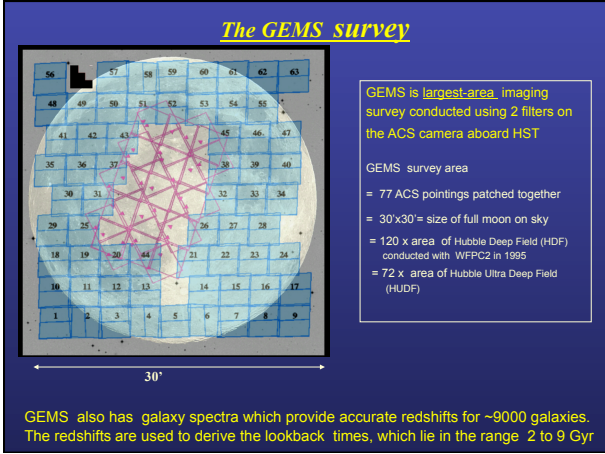 The GEMS survey
56 57 58 59 60 61 62 63
48 49 50 51 52 53 54 55
41 42 43 45 46 47
35 36 37 38 39 40
30 31 32 33 34
29 25 26 27 28
18 19 20 44 21 22 23 24
10 11 12 13 14 15 16 17
1 2 3 4 5 6 7 8 9
30'
GEMS is largest-area imaging
survey conducted using 2 filters on
the ACS camera aboard HST
GEMS survey area
= 77 ACS pointings patched together
= 30'x30'= size of full moon on sky
= 120 x area of Hubble Deep Field (HDF)
conducted with WFPC2 in 1995
= 72 x area of Hubble Ultra Deep Field
(HUDF)
GEMS also has galaxy spectra which provide accurate redshifts for ~9000 galaxies.
The redshifts are used to derive the lookback times, which lie in the range 2 to 9 Gyr